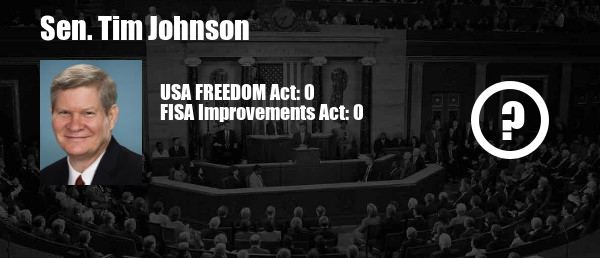 Sen. Tim Johnson
USA FREEDOM Act: 0
FISA Improvements Act: 0
?